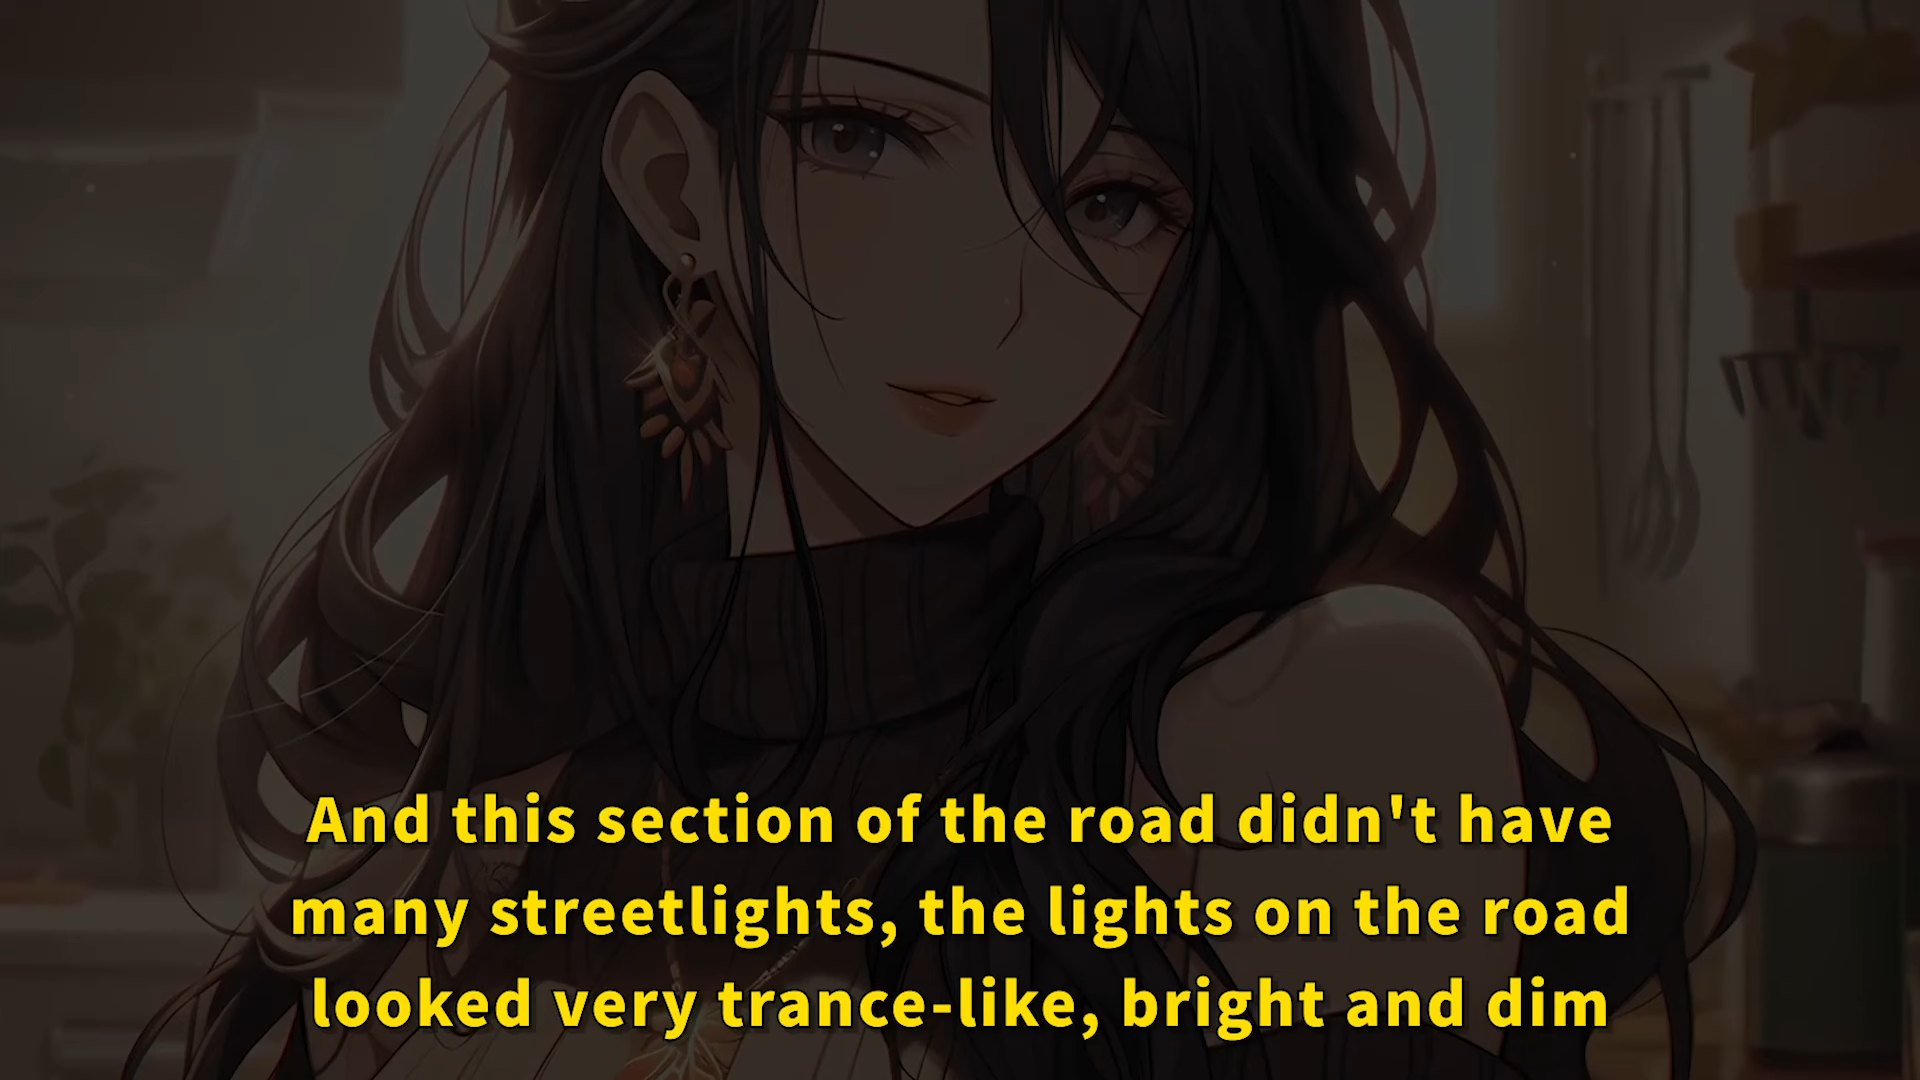 And this section of the road didn't have
many streetlights, the lights on the road
looked very trance-like, bright and dim